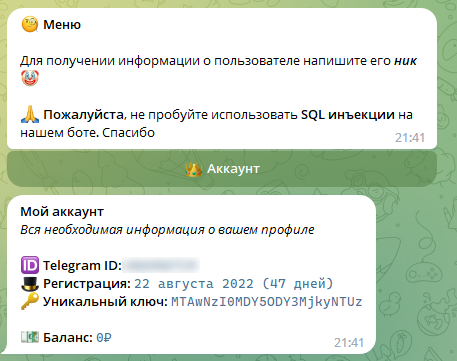 🧐 Меню
Для получении информации о пользователе напишите его ник
🤡
🙏 Пожалуйста, не пробуйте использовать SQL инъекции на
нашем боте. Спасибо
21:41
👑 Аккаунт
Мой аккаунт
Вся необходимая информация о вашем профиле
🆔 Telegram ID:
🎩 Регистрация: 22 августа 2022 (47 дней)
🔑 Уникальный ключ: MTAwNzI0MDY5ODY3MjkyNTUz
💵 Баланс: 0₽
21:41